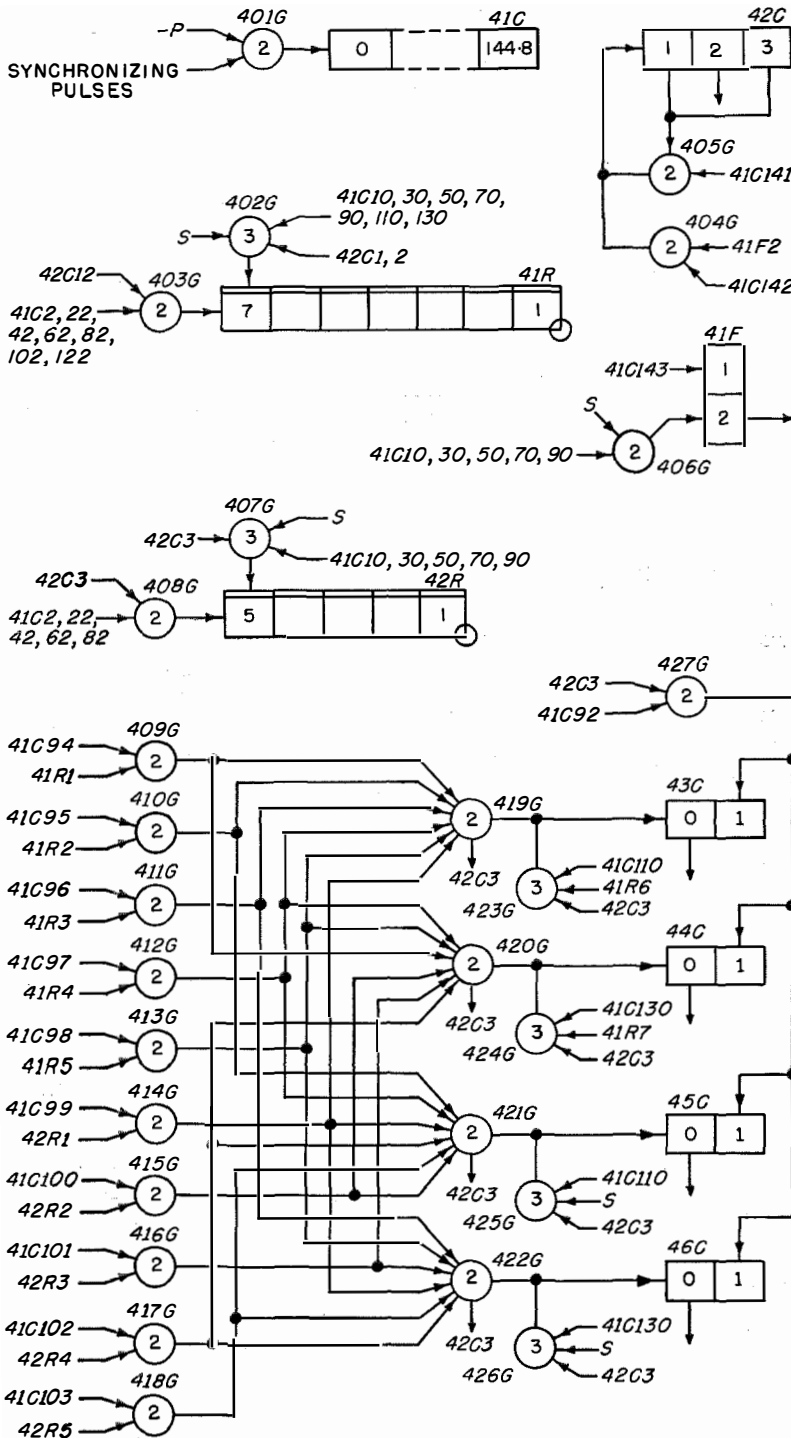 401G
-P
2
SYNCHRONIZING
PULSES
41C
0
144·8
42C
1
2
3
405G
2
41C141
404G
2
41F2
41C142
402G
3
S
41C10, 30, 50, 70,
90, 110, 130
42C1, 2
42C12
403G
2
41C2, 22,
42, 62, 82,
102, 122
41R
7
1
41F
41C143
1
2
S
2
41C10, 30, 50, 70, 90
406G
407G
3
S
42C3
41C10, 30, 50, 70, 90
42C3
408G
2
41C2, 22,
42, 62, 82
42R
5
1
427G
42C3
41C92
2
409G
41C94
41R1
2
410G
41C95
41R2
2
411G
41C96
41R3
2
412G
41C97
41R4
2
413G
41C98
41R5
2
414G
41C99
42R1
2
415G
41C100
42R2
2
416G
41C101
42R3
2
417G
41C102
42R4
2
418G
41C103
42R5
2
419G
2
42C3
41C110
41R6
42C3
3
423G
43C
0
1
420G
2
42C3
41C130
41R7
42C3
3
424G
44C
0
1
421G
2
42C3
41C110
S
42C3
3
425G
45C
0
1
422G
2
42C3
41C130
S
42C3
3
426G
46C
0
1